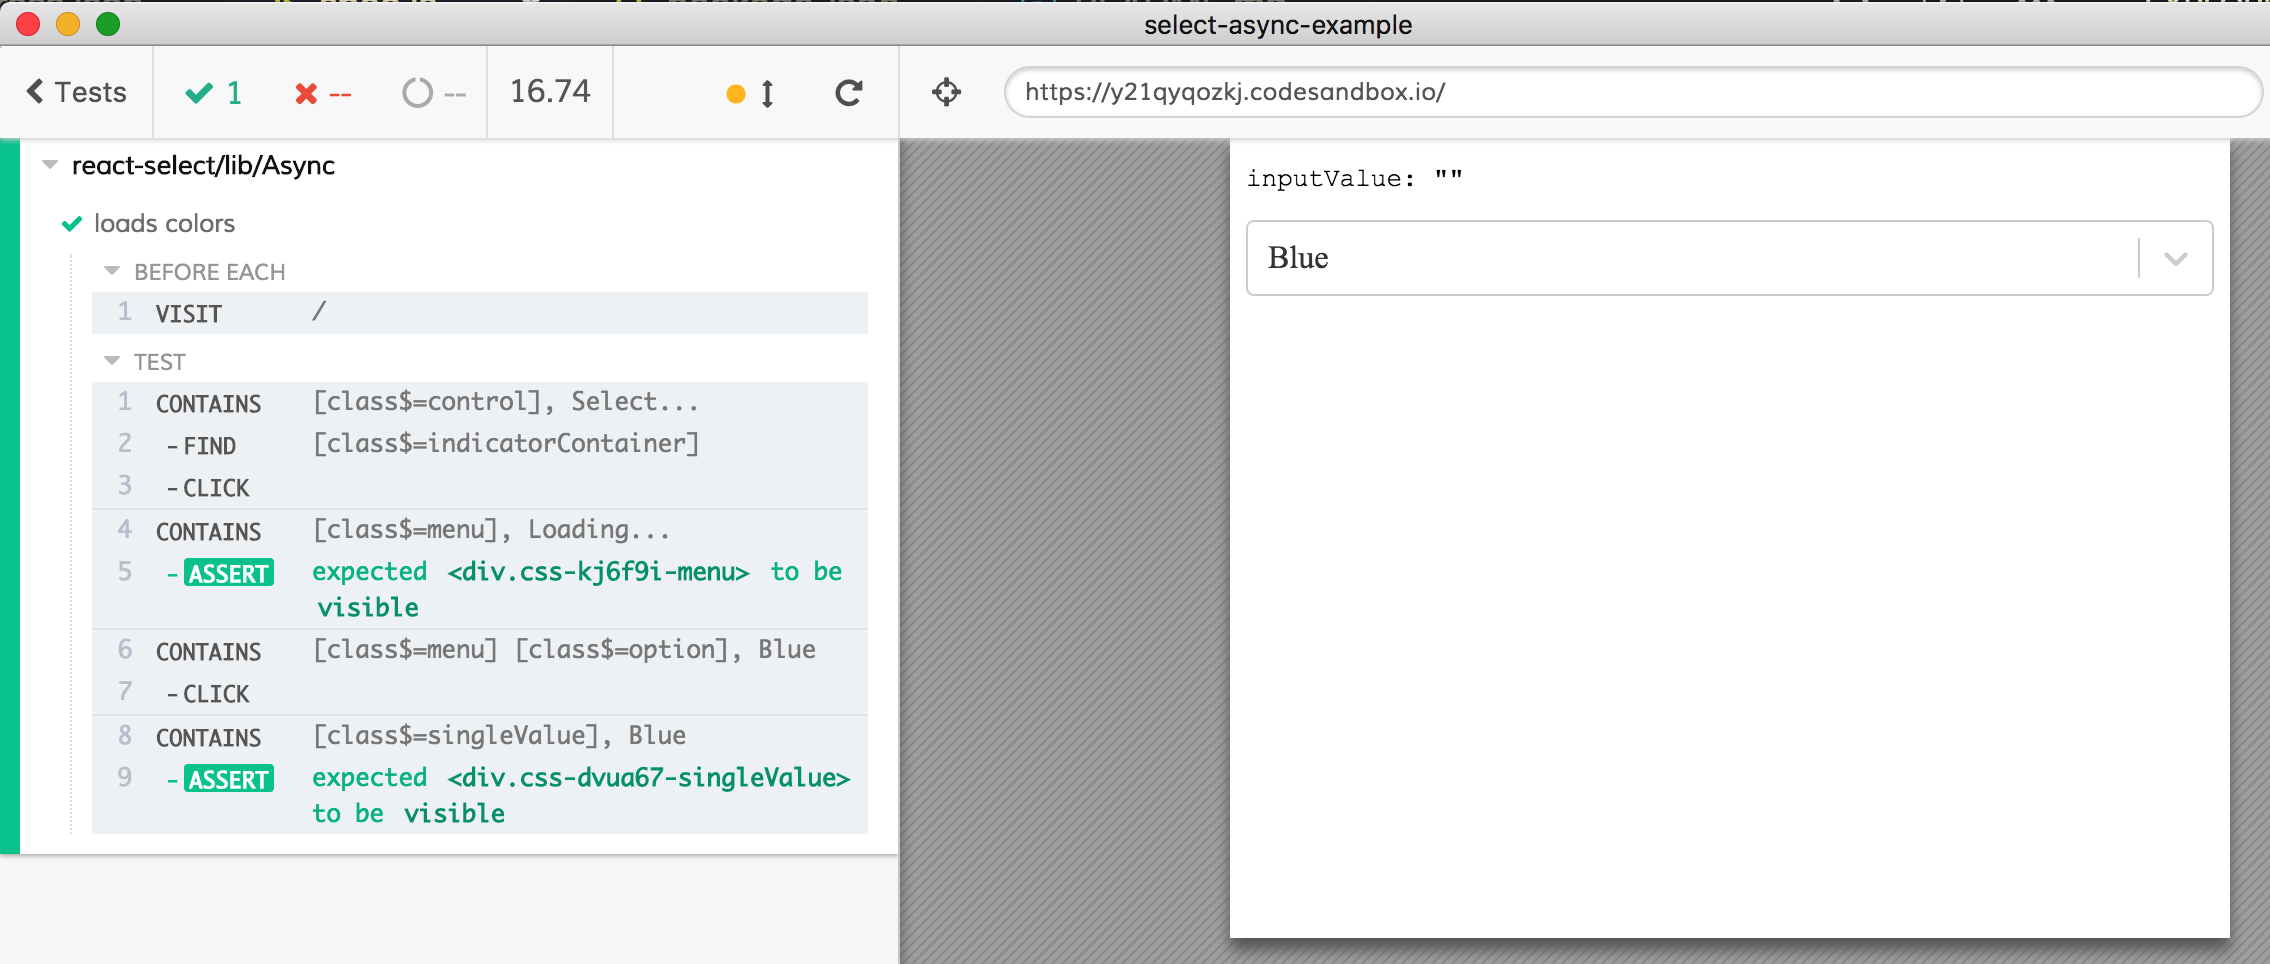 select-async-example
Tests
1
--
--
16.74
https://y21qyqozkj.codesandbox.io/
react-select/lib/Async
loads colors
BEFORE EACH
1 VISIT /
TEST
1 CONTAINS [class$=control], Select...
2 -FIND [class$=indicatorContainer]
3 -CLICK
4 CONTAINS [class$=menu], Loading...
5 -ASSERT expected <div.css-kj6f9i-menu> to be
visible
6 CONTAINS [class$=menu] [class$=option], Blue
7 -CLICK
8 CONTAINS [class$=singleValue], Blue
9 -ASSERT expected <div.css-dvua67-singleValue>
to be visible
inputValue: ""
Blue